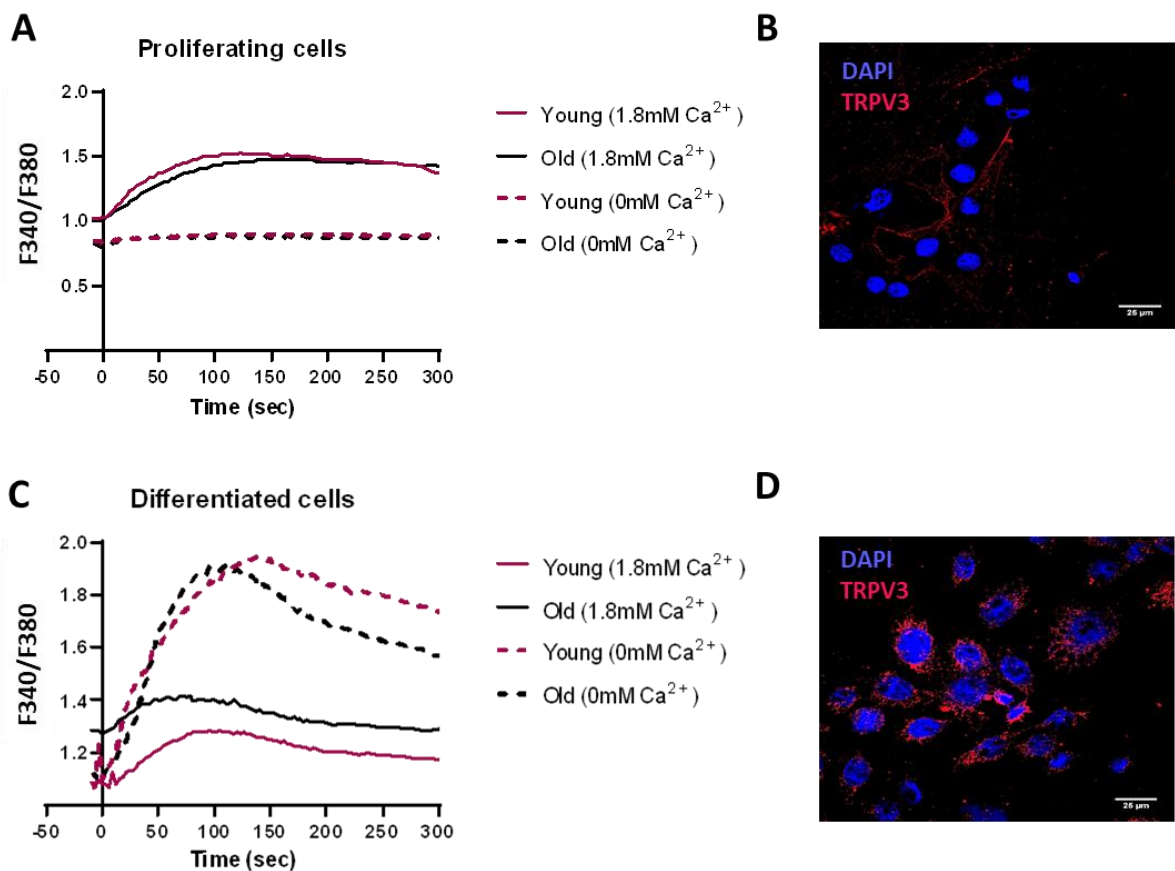 A
Proliferating cells
F340/F380
2.0
1.5
1.0
0.5
-50 0 50 100 150 200 250 300
Time (sec)
Young (1.8mM Ca²⁺)
Old (1.8mM Ca²⁺)
Young (0mM Ca²⁺)
Old (0mM Ca²⁺)
B
DAPI
TRPV3
25 µm
C
Differentiated cells
F340/F380
2.0
1.8
1.6
1.4
1.2
-50 0 50 100 150 200 250 300
Time (sec)
Young (1.8mM Ca²⁺)
Old (1.8mM Ca²⁺)
Young (0mM Ca²⁺)
Old (0mM Ca²⁺)
D
DAPI
TRPV3
25 µm